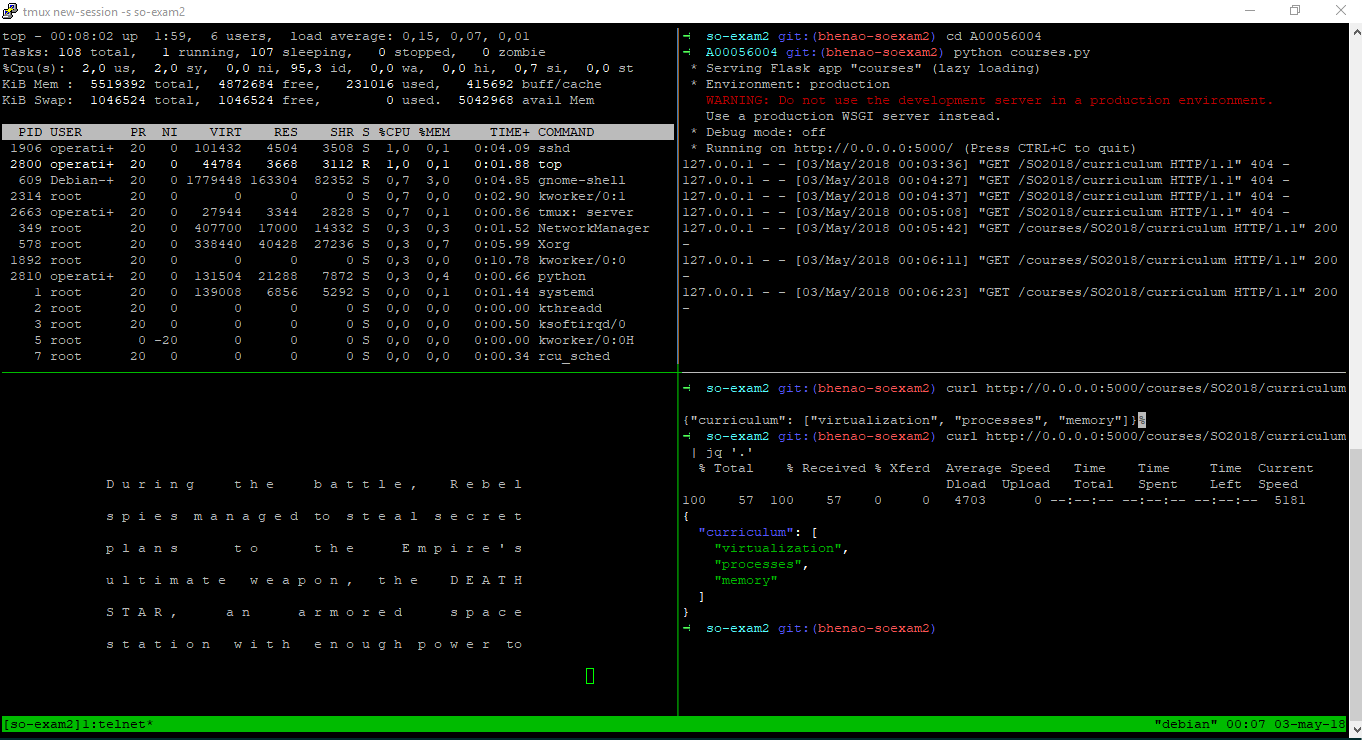 tmux new-session -s so-exam2
top - 00:08:02 up  1:59,  6 users,  load average: 0,15, 0,07, 0,01
Tasks: 108 total,   1 running, 107 sleeping,   0 stopped,   0 zombie
%Cpu(s):  2,0 us,  2,0 sy,  0,0 ni, 95,3 id,  0,0 wa,  0,0 hi,  0,7 si,  0,0 st
KiB Mem :  5519392 total,  4872684 free,   231016 used,   415692 buff/cache
KiB Swap:  1046524 total,  1046524 free,        0 used.  5042968 avail Mem
  PID USER      PR  NI    VIRT    RES    SHR S %CPU %MEM     TIME+ COMMAND
 1906 operati+  20   0  101432   4504   3508 S  1,0  0,1   0:04.09 sshd
 2800 operati+  20   0   44784   3668   3112 R  1,0  0,1   0:01.88 top
  609 Debian-+  20   0 1779448 163304  82352 S  0,7  3,0   0:04.85 gnome-shell
 2314 root      20   0       0      0      0 S  0,7  0,0   0:02.90 kworker/0:1
 2663 operati+  20   0   27944   3344   2828 S  0,7  0,1   0:00.86 tmux: server
  349 root      20   0  407700  17000  14332 S  0,3  0,3   0:01.52 NetworkManager
  578 root      20   0  338440  40428  27236 S  0,3  0,7   0:05.99 Xorg
 1892 root      20   0       0      0      0 S  0,3  0,0   0:10.78 kworker/0:0
 2810 operati+  20   0  131504  21288   7872 S  0,3  0,4   0:00.66 python
    1 root      20   0  139008   6856   5292 S  0,0  0,1   0:01.44 systemd
    2 root      20   0       0      0      0 S  0,0  0,0   0:00.00 kthreadd
    3 root      20   0       0      0      0 S  0,0  0,0   0:00.50 ksoftirqd/0
    5 root       0 -20       0      0      0 S  0,0  0,0   0:00.00 kworker/0:0H
    7 root      20   0       0      0      0 S  0,0  0,0   0:00.34 rcu_sched
so-exam2 git:(bhenao-soexam2) cd A00056004
A00056004 git:(bhenao-soexam2) python courses.py
 * Serving Flask app "courses" (lazy loading)
 * Environment: production
   WARNING: Do not use the development server in a production environment.
   Use a production WSGI server instead.
 * Debug mode: off
 * Running on http://0.0.0.0:5000/ (Press CTRL+C to quit)
127.0.0.1 - - [03/May/2018 00:03:36] "GET /SO2018/curriculum HTTP/1.1" 404 -
127.0.0.1 - - [03/May/2018 00:04:27] "GET /SO2018/curriculum HTTP/1.1" 404 -
127.0.0.1 - - [03/May/2018 00:04:37] "GET /SO2018/curriculum HTTP/1.1" 404 -
127.0.0.1 - - [03/May/2018 00:05:08] "GET /SO2018/curriculum HTTP/1.1" 404 -
127.0.0.1 - - [03/May/2018 00:05:42] "GET /courses/SO2018/curriculum HTTP/1.1" 200
-
127.0.0.1 - - [03/May/2018 00:06:11] "GET /courses/SO2018/curriculum HTTP/1.1" 200
-
127.0.0.1 - - [03/May/2018 00:06:23] "GET /courses/SO2018/curriculum HTTP/1.1" 200
-
During the battle, Rebel
spies managed to steal secret
plans to the Empire's
ultimate weapon, the DEATH
STAR, an armored space
station with enough power to
so-exam2 git:(bhenao-soexam2) curl http://0.0.0.0:5000/courses/SO2018/curriculum
{"curriculum": ["virtualization", "processes", "memory"]}%
so-exam2 git:(bhenao-soexam2) curl http://0.0.0.0:5000/courses/SO2018/curriculum
 | jq '.'
  % Total    % Received % Xferd  Average Speed   Time    Time     Time  Current
                                 Dload  Upload   Total   Spent    Left  Speed
100    57  100    57    0     0   4703      0 --:--:-- --:--:-- --:--:--  5181
{
  "curriculum": [
    "virtualization",
    "processes",
    "memory"
  ]
}
so-exam2 git:(bhenao-soexam2)
[so-exam2]1:telnet*
"debian" 00:07 03-may-18